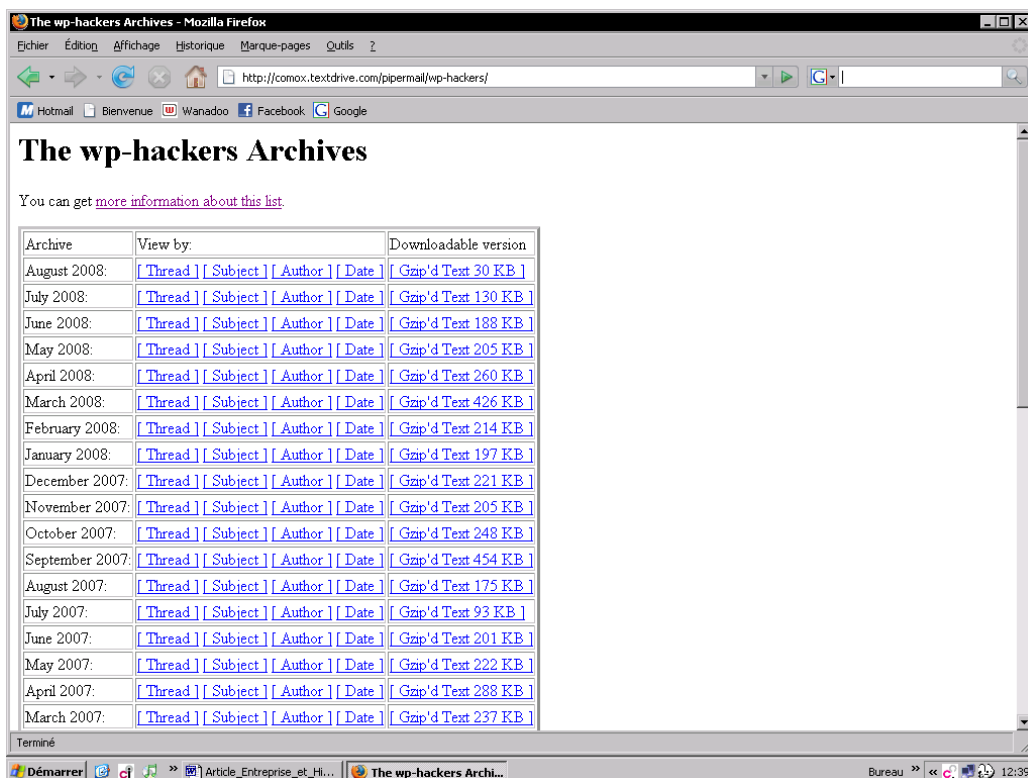 The wp-hackers Archives - Mozilla Firefox
Fichier Édition Affichage Historique Marque-pages Outils ?
http://comox.textdrive.com/pipermail/wp-hackers/
Hotmail Bienvenue Wanadoo Facebook Google
The wp-hackers Archives
You can get more information about this list.
Archive View by: Downloadable version
August 2008: [ Thread ] [ Subject ] [ Author ] [ Date ] [ Gzip'd Text 30 KB ]
July 2008: [ Thread ] [ Subject ] [ Author ] [ Date ] [ Gzip'd Text 130 KB ]
June 2008: [ Thread ] [ Subject ] [ Author ] [ Date ] [ Gzip'd Text 188 KB ]
May 2008: [ Thread ] [ Subject ] [ Author ] [ Date ] [ Gzip'd Text 205 KB ]
April 2008: [ Thread ] [ Subject ] [ Author ] [ Date ] [ Gzip'd Text 260 KB ]
March 2008: [ Thread ] [ Subject ] [ Author ] [ Date ] [ Gzip'd Text 426 KB ]
February 2008: [ Thread ] [ Subject ] [ Author ] [ Date ] [ Gzip'd Text 214 KB ]
January 2008: [ Thread ] [ Subject ] [ Author ] [ Date ] [ Gzip'd Text 197 KB ]
December 2007: [ Thread ] [ Subject ] [ Author ] [ Date ] [ Gzip'd Text 221 KB ]
November 2007: [ Thread ] [ Subject ] [ Author ] [ Date ] [ Gzip'd Text 205 KB ]
October 2007: [ Thread ] [ Subject ] [ Author ] [ Date ] [ Gzip'd Text 248 KB ]
September 2007: [ Thread ] [ Subject ] [ Author ] [ Date ] [ Gzip'd Text 454 KB ]
August 2007: [ Thread ] [ Subject ] [ Author ] [ Date ] [ Gzip'd Text 175 KB ]
July 2007: [ Thread ] [ Subject ] [ Author ] [ Date ] [ Gzip'd Text 93 KB ]
June 2007: [ Thread ] [ Subject ] [ Author ] [ Date ] [ Gzip'd Text 201 KB ]
May 2007: [ Thread ] [ Subject ] [ Author ] [ Date ] [ Gzip'd Text 222 KB ]
April 2007: [ Thread ] [ Subject ] [ Author ] [ Date ] [ Gzip'd Text 288 KB ]
March 2007: [ Thread ] [ Subject ] [ Author ] [ Date ] [ Gzip'd Text 237 KB ]
Terminé
Démarrer » Article_Entreprise_et_Hi... The wp-hackers Archi... Bureau » « 12:39